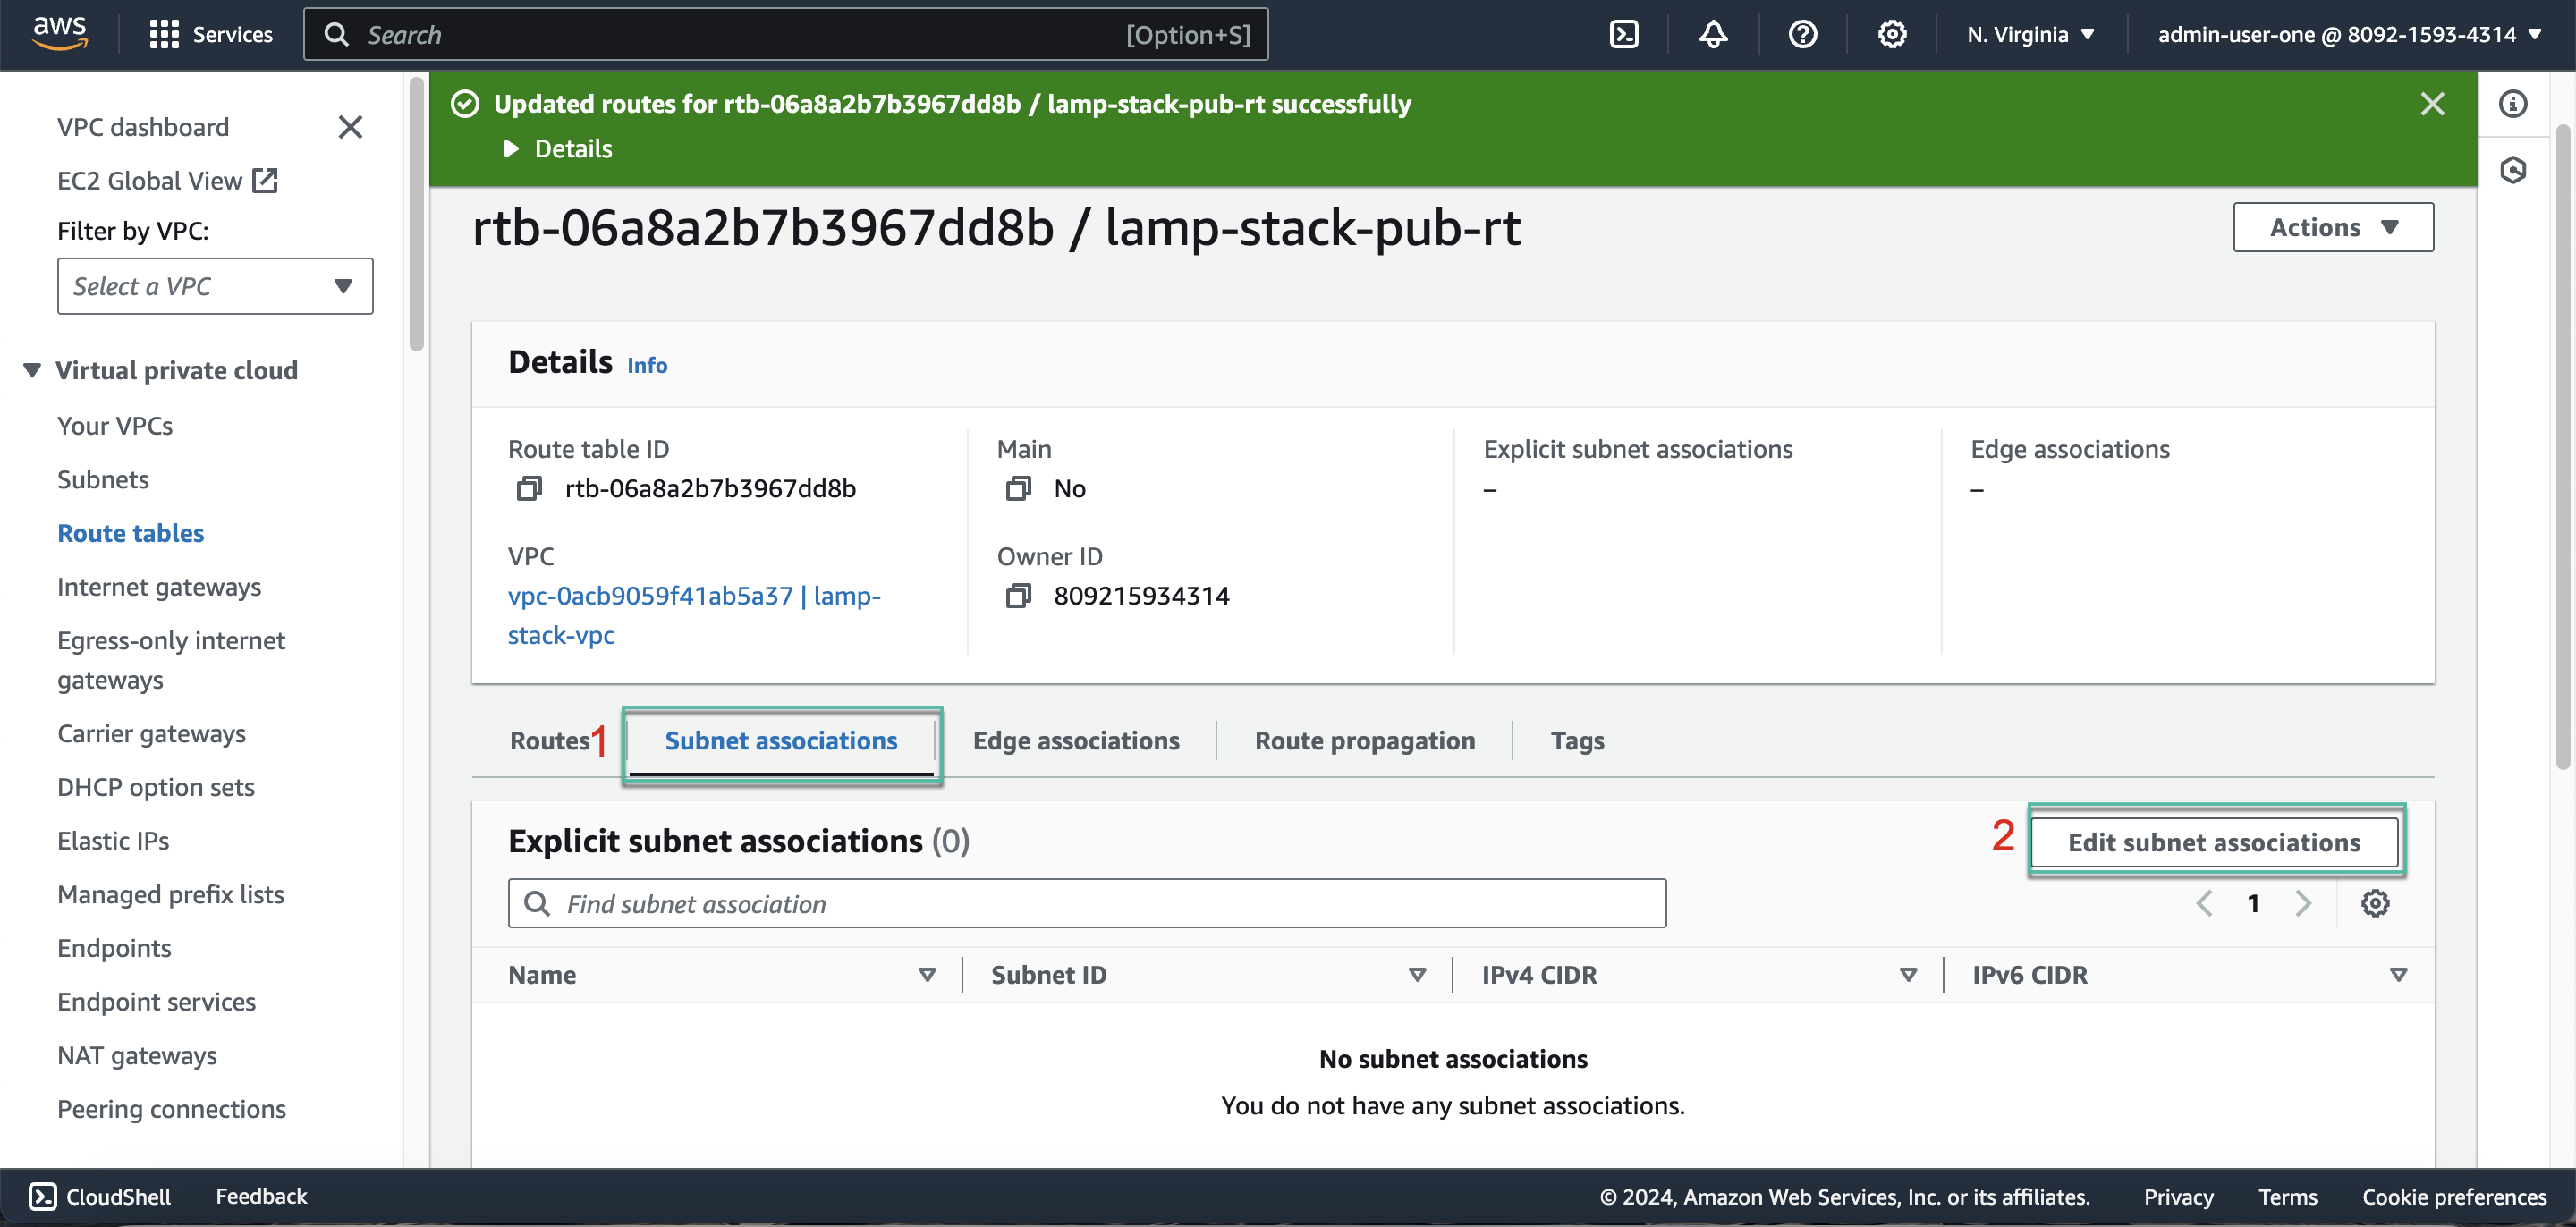 aws
Services
Search [Option+S]
N. Virginia
admin-user-one @ 8092-1593-4314
VPC dashboard
EC2 Global View
Filter by VPC:
Select a VPC
Virtual private cloud
Your VPCs
Subnets
Route tables
Internet gateways
Egress-only internet
gateways
Carrier gateways
DHCP option sets
Elastic IPs
Managed prefix lists
Endpoints
Endpoint services
NAT gateways
Peering connections
Updated routes for rtb-06a8a2b7b3967dd8b / lamp-stack-pub-rt successfully
Details
rtb-06a8a2b7b3967dd8b / lamp-stack-pub-rt
Actions
Details Info
Route table ID
rtb-06a8a2b7b3967dd8b
Main
No
Explicit subnet associations
–
Edge associations
–
VPC
vpc-0acb9059f41ab5a37 | lamp-
stack-vpc
Owner ID
809215934314
Routes 1 Subnet associations Edge associations Route propagation Tags
Explicit subnet associations (0)
2 Edit subnet associations
Find subnet association
1
Name Subnet ID IPv4 CIDR IPv6 CIDR
No subnet associations
You do not have any subnet associations.
CloudShell Feedback © 2024, Amazon Web Services, Inc. or its affiliates. Privacy Terms Cookie preferences